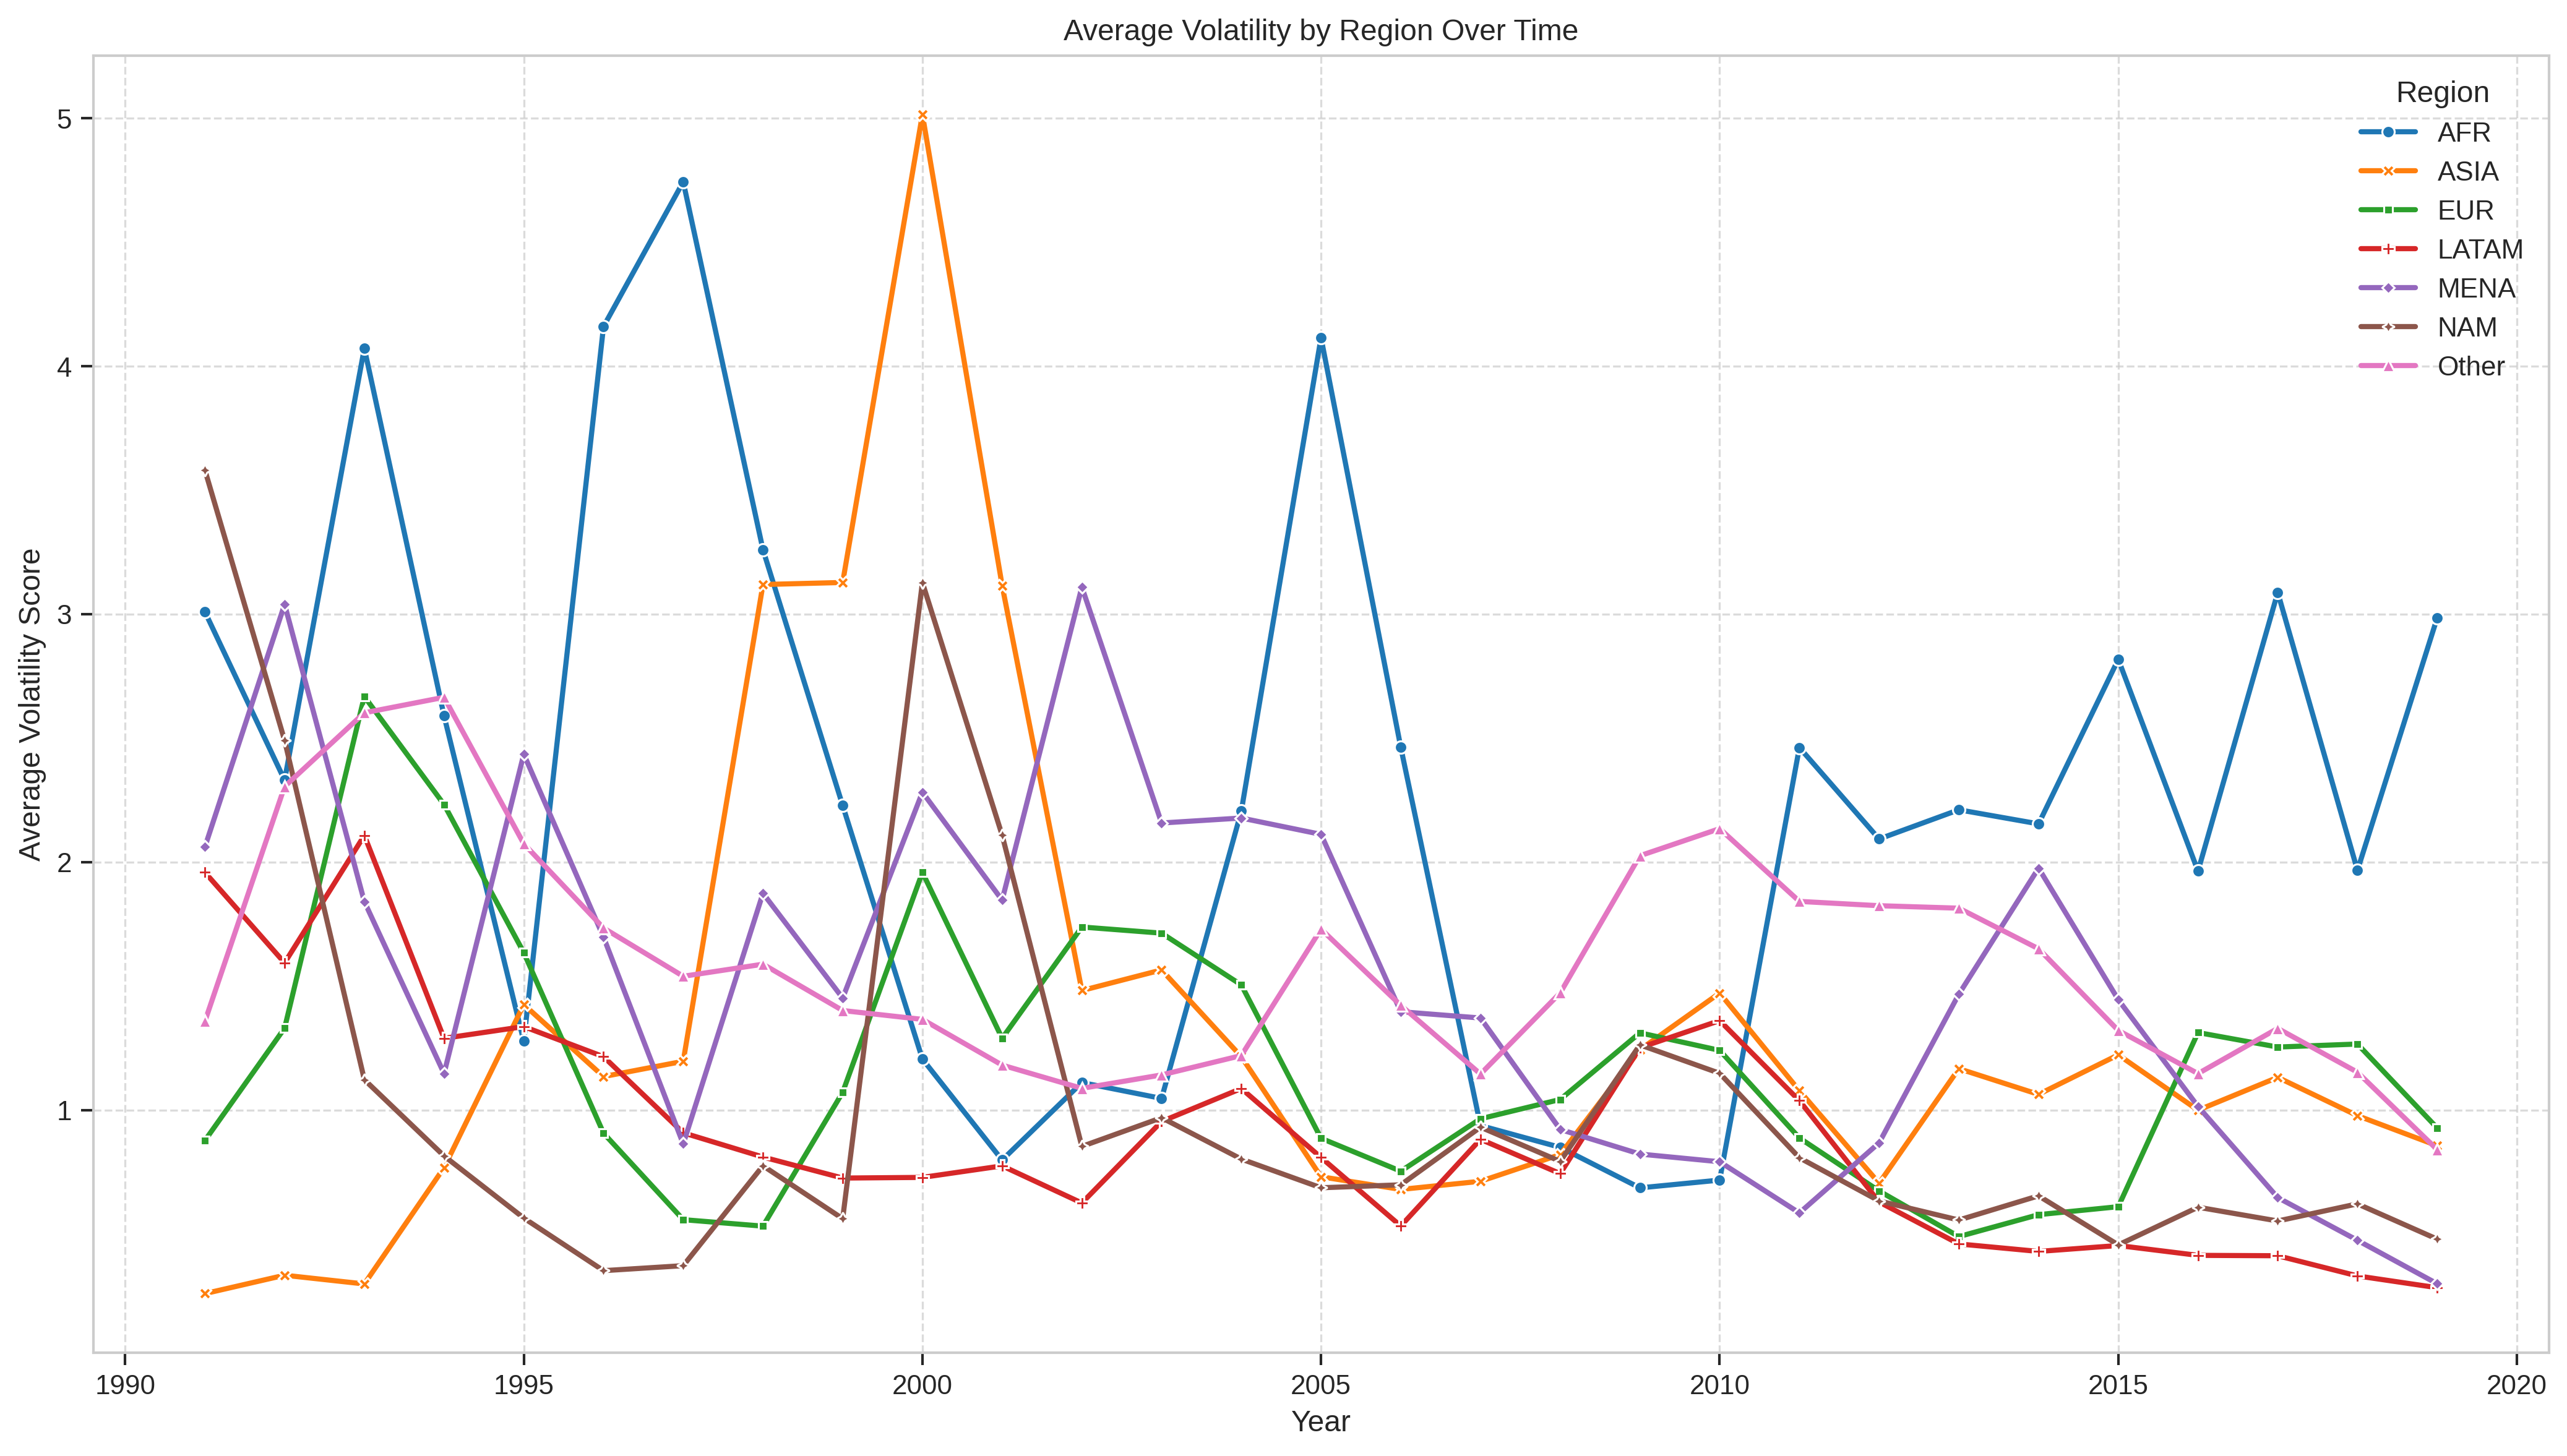 Average Volatility by Region Over Time
Average Volatility Score
5
4
3
2
1
Region
AFR
ASIA
EUR
LATAM
MENA
NAM
Other
1990 1995 2000 2005 2010 2015 2020
Year